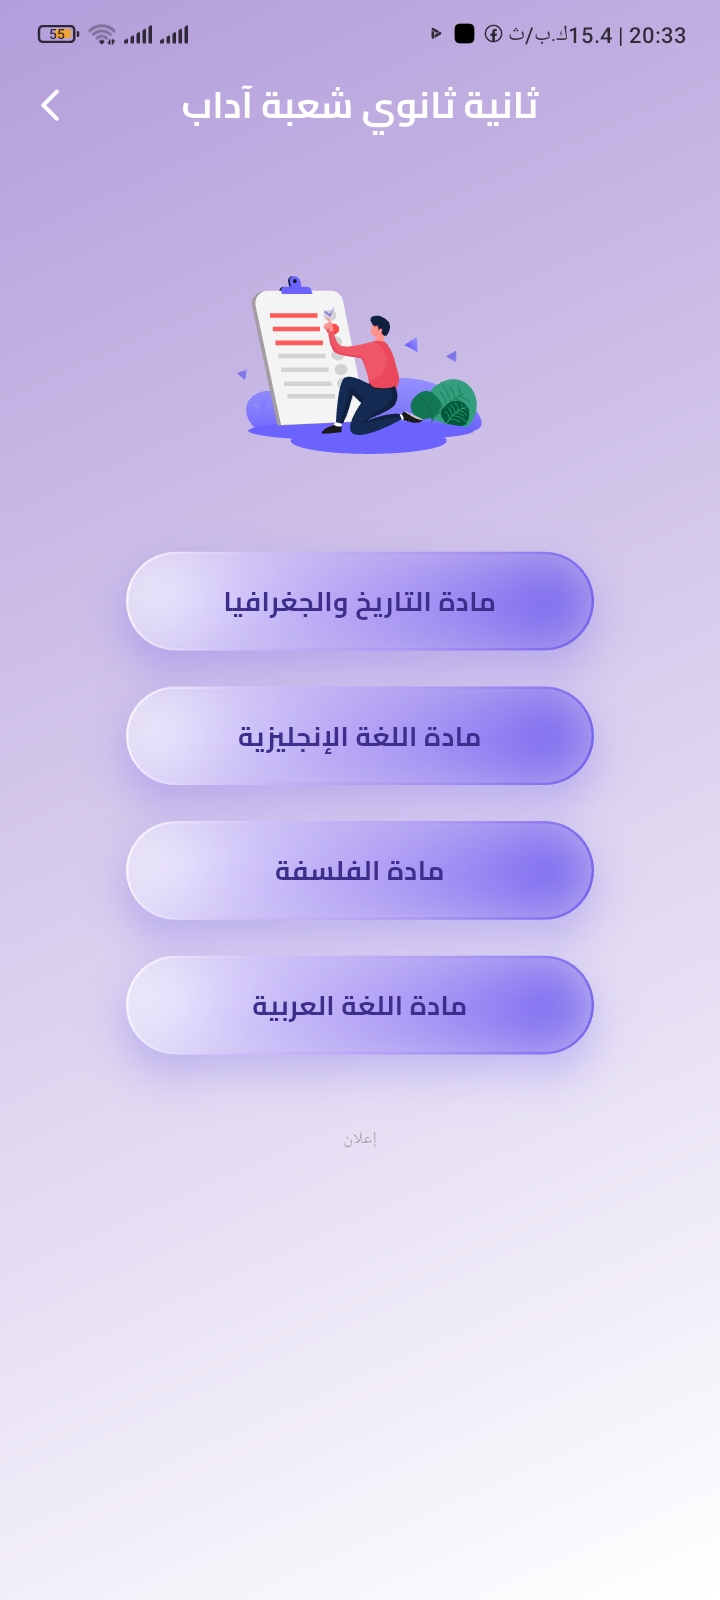 20:33 | 15.4ك.ب/ث
55
ثانية ثانوي شعبة آداب
مادة التاريخ والجغرافيا
مادة اللغة الإنجليزية
مادة الفلسفة
مادة اللغة العربية
إعلان